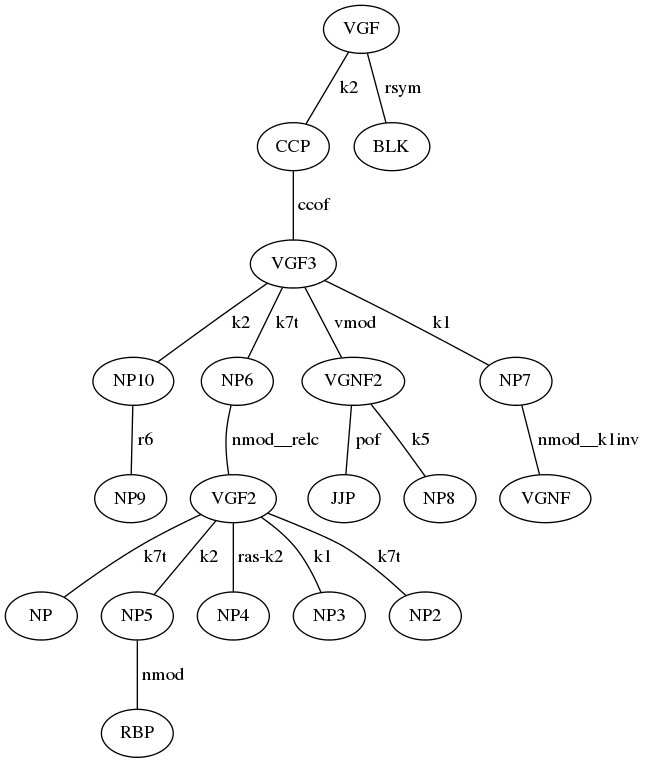 VGF
k2 rsym
CCP BLK
ccof
VGF3
k2 k7t vmod k1
NP10 NP6 VGNF2 NP7
r6 nmod__relc pof k5 nmod__k1inv
NP9 VGF2 JJP NP8 VGNF
k7t k2 ras-k2 k1 k7t
NP NP5 NP4 NP3 NP2
nmod
RBP